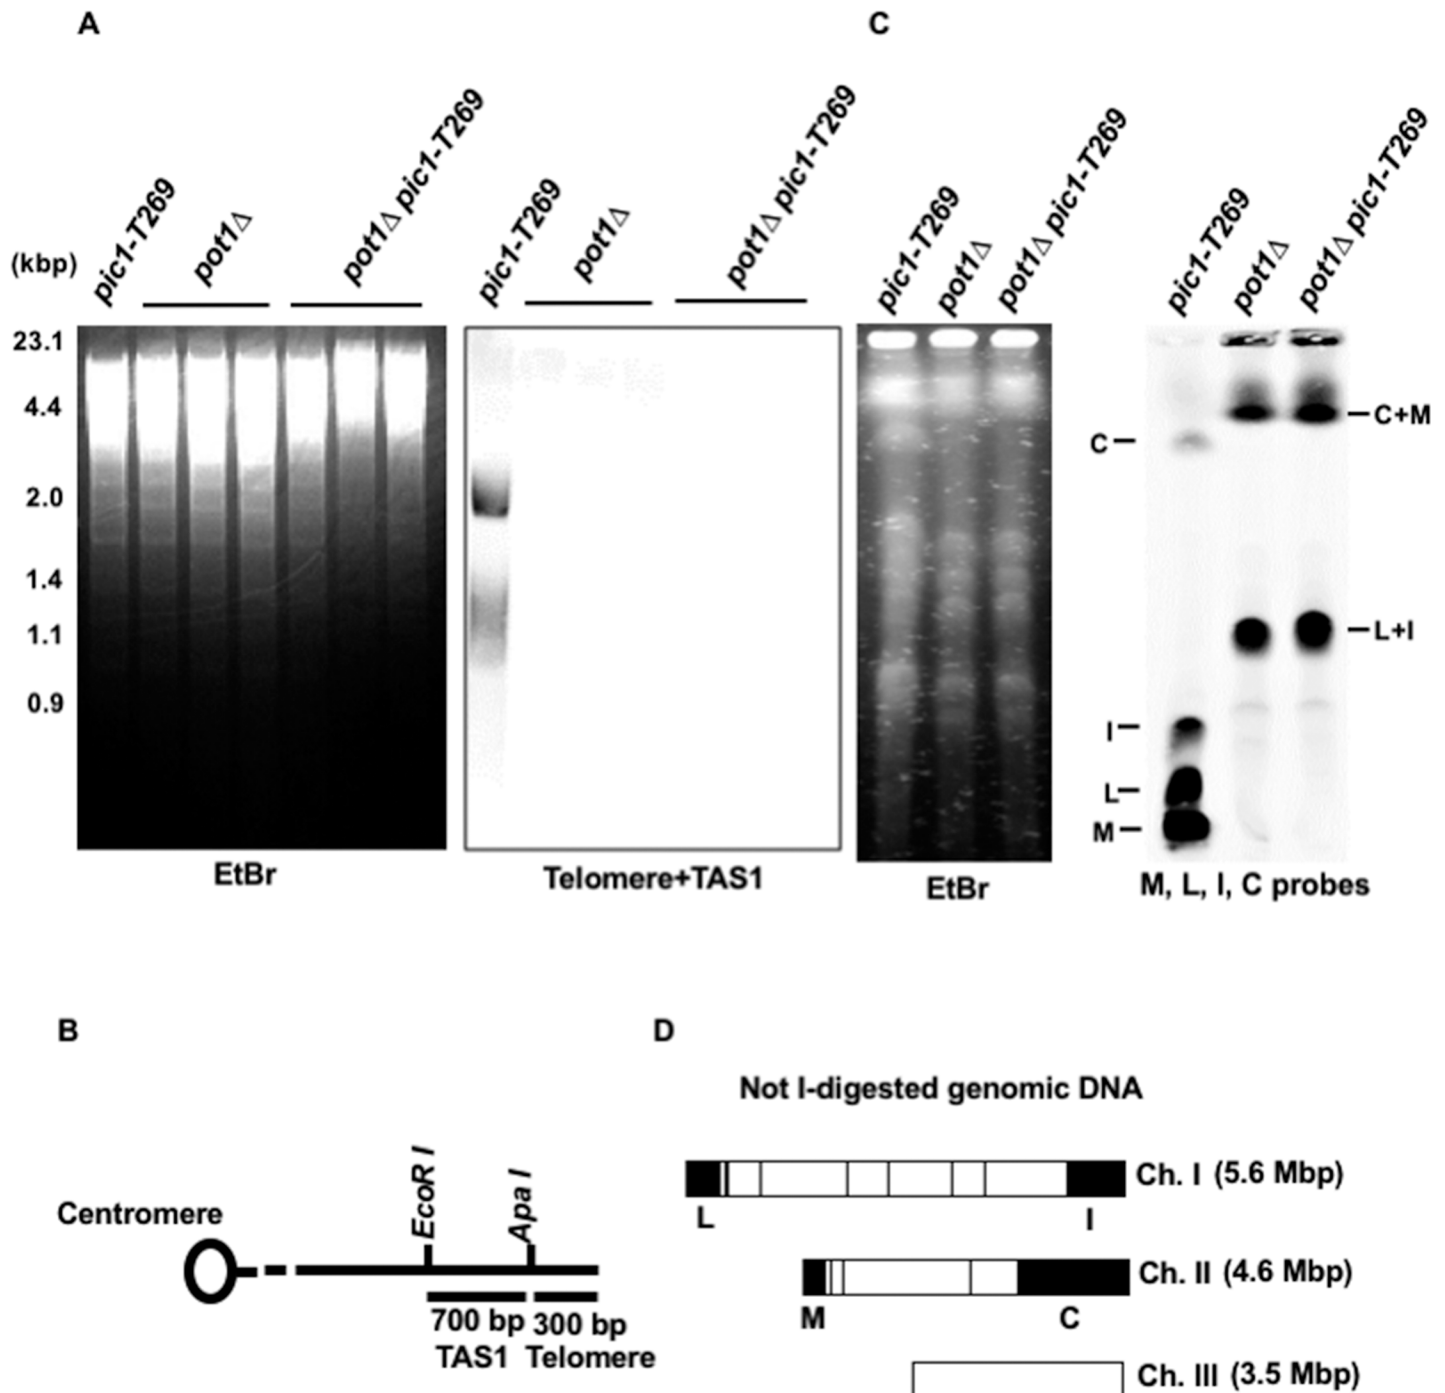 A
C
pic1-T269
pot1Δ
pot1Δ pic1-T269
pic1-T269
pot1Δ
pot1Δ pic1-T269
pic1-T269
pot1Δ
pot1Δ pic1-T269
pic1-T269
pot1Δ
pot1Δ pic1-T269
(kbp)
23.1
4.4
2.0
1.4
1.1
0.9
C
I
L
M
C+M
L+I
EtBr
Telomere+TAS1
EtBr
M, L, I, C probes
B
Centromere
EcoR I
Apa I
700 bp
300 bp
TAS1
Telomere
D
Not I-digested genomic DNA
Ch. I (5.6 Mbp)
L
I
Ch. II (4.6 Mbp)
M
C
Ch. III (3.5 Mbp)